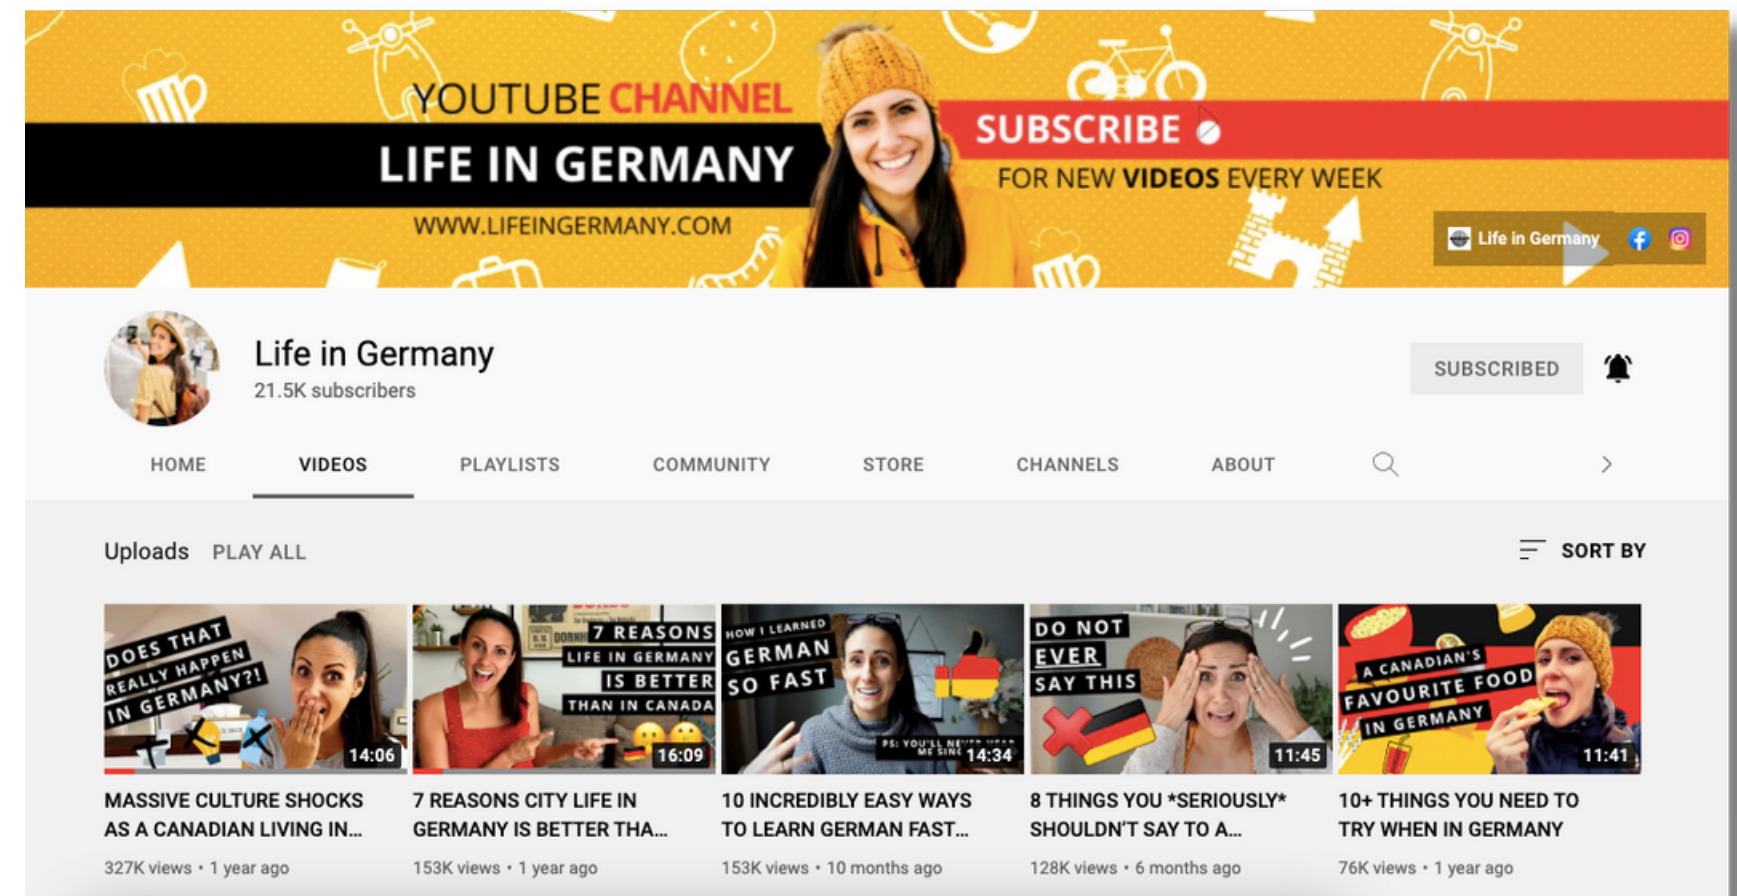 YOUTUBE CHANNEL
LIFE IN GERMANY
WWW.LIFEINGERMANY.COM
SUBSCRIBE
FOR NEW VIDEOS EVERY WEEK
Life in Germany
Life in Germany
21.5K subscribers
SUBSCRIBED
HOME VIDEOS PLAYLISTS COMMUNITY STORE CHANNELS ABOUT
Uploads PLAY ALL
SORT BY
DOES THAT
REALLY HAPPEN
IN GERMANY?!
14:06
7 REASONS
LIFE IN GERMANY
IS BETTER
THAN IN CANADA
16:09
HOW I LEARNED
GERMAN
SO FAST
PS: YOU'LL NEVER HEAR
ME SING
14:34
DO NOT
EVER
SAY THIS
11:45
A CANADIAN'S
FAVOURITE FOOD
IN GERMANY
11:41
MASSIVE CULTURE SHOCKS
AS A CANADIAN LIVING IN...
327K views • 1 year ago
7 REASONS CITY LIFE IN
GERMANY IS BETTER THA...
153K views • 1 year ago
10 INCREDIBLY EASY WAYS
TO LEARN GERMAN FAST...
153K views • 10 months ago
8 THINGS YOU *SERIOUSLY*
SHOULDN'T SAY TO A...
128K views • 6 months ago
10+ THINGS YOU NEED TO
TRY WHEN IN GERMANY
76K views • 1 year ago